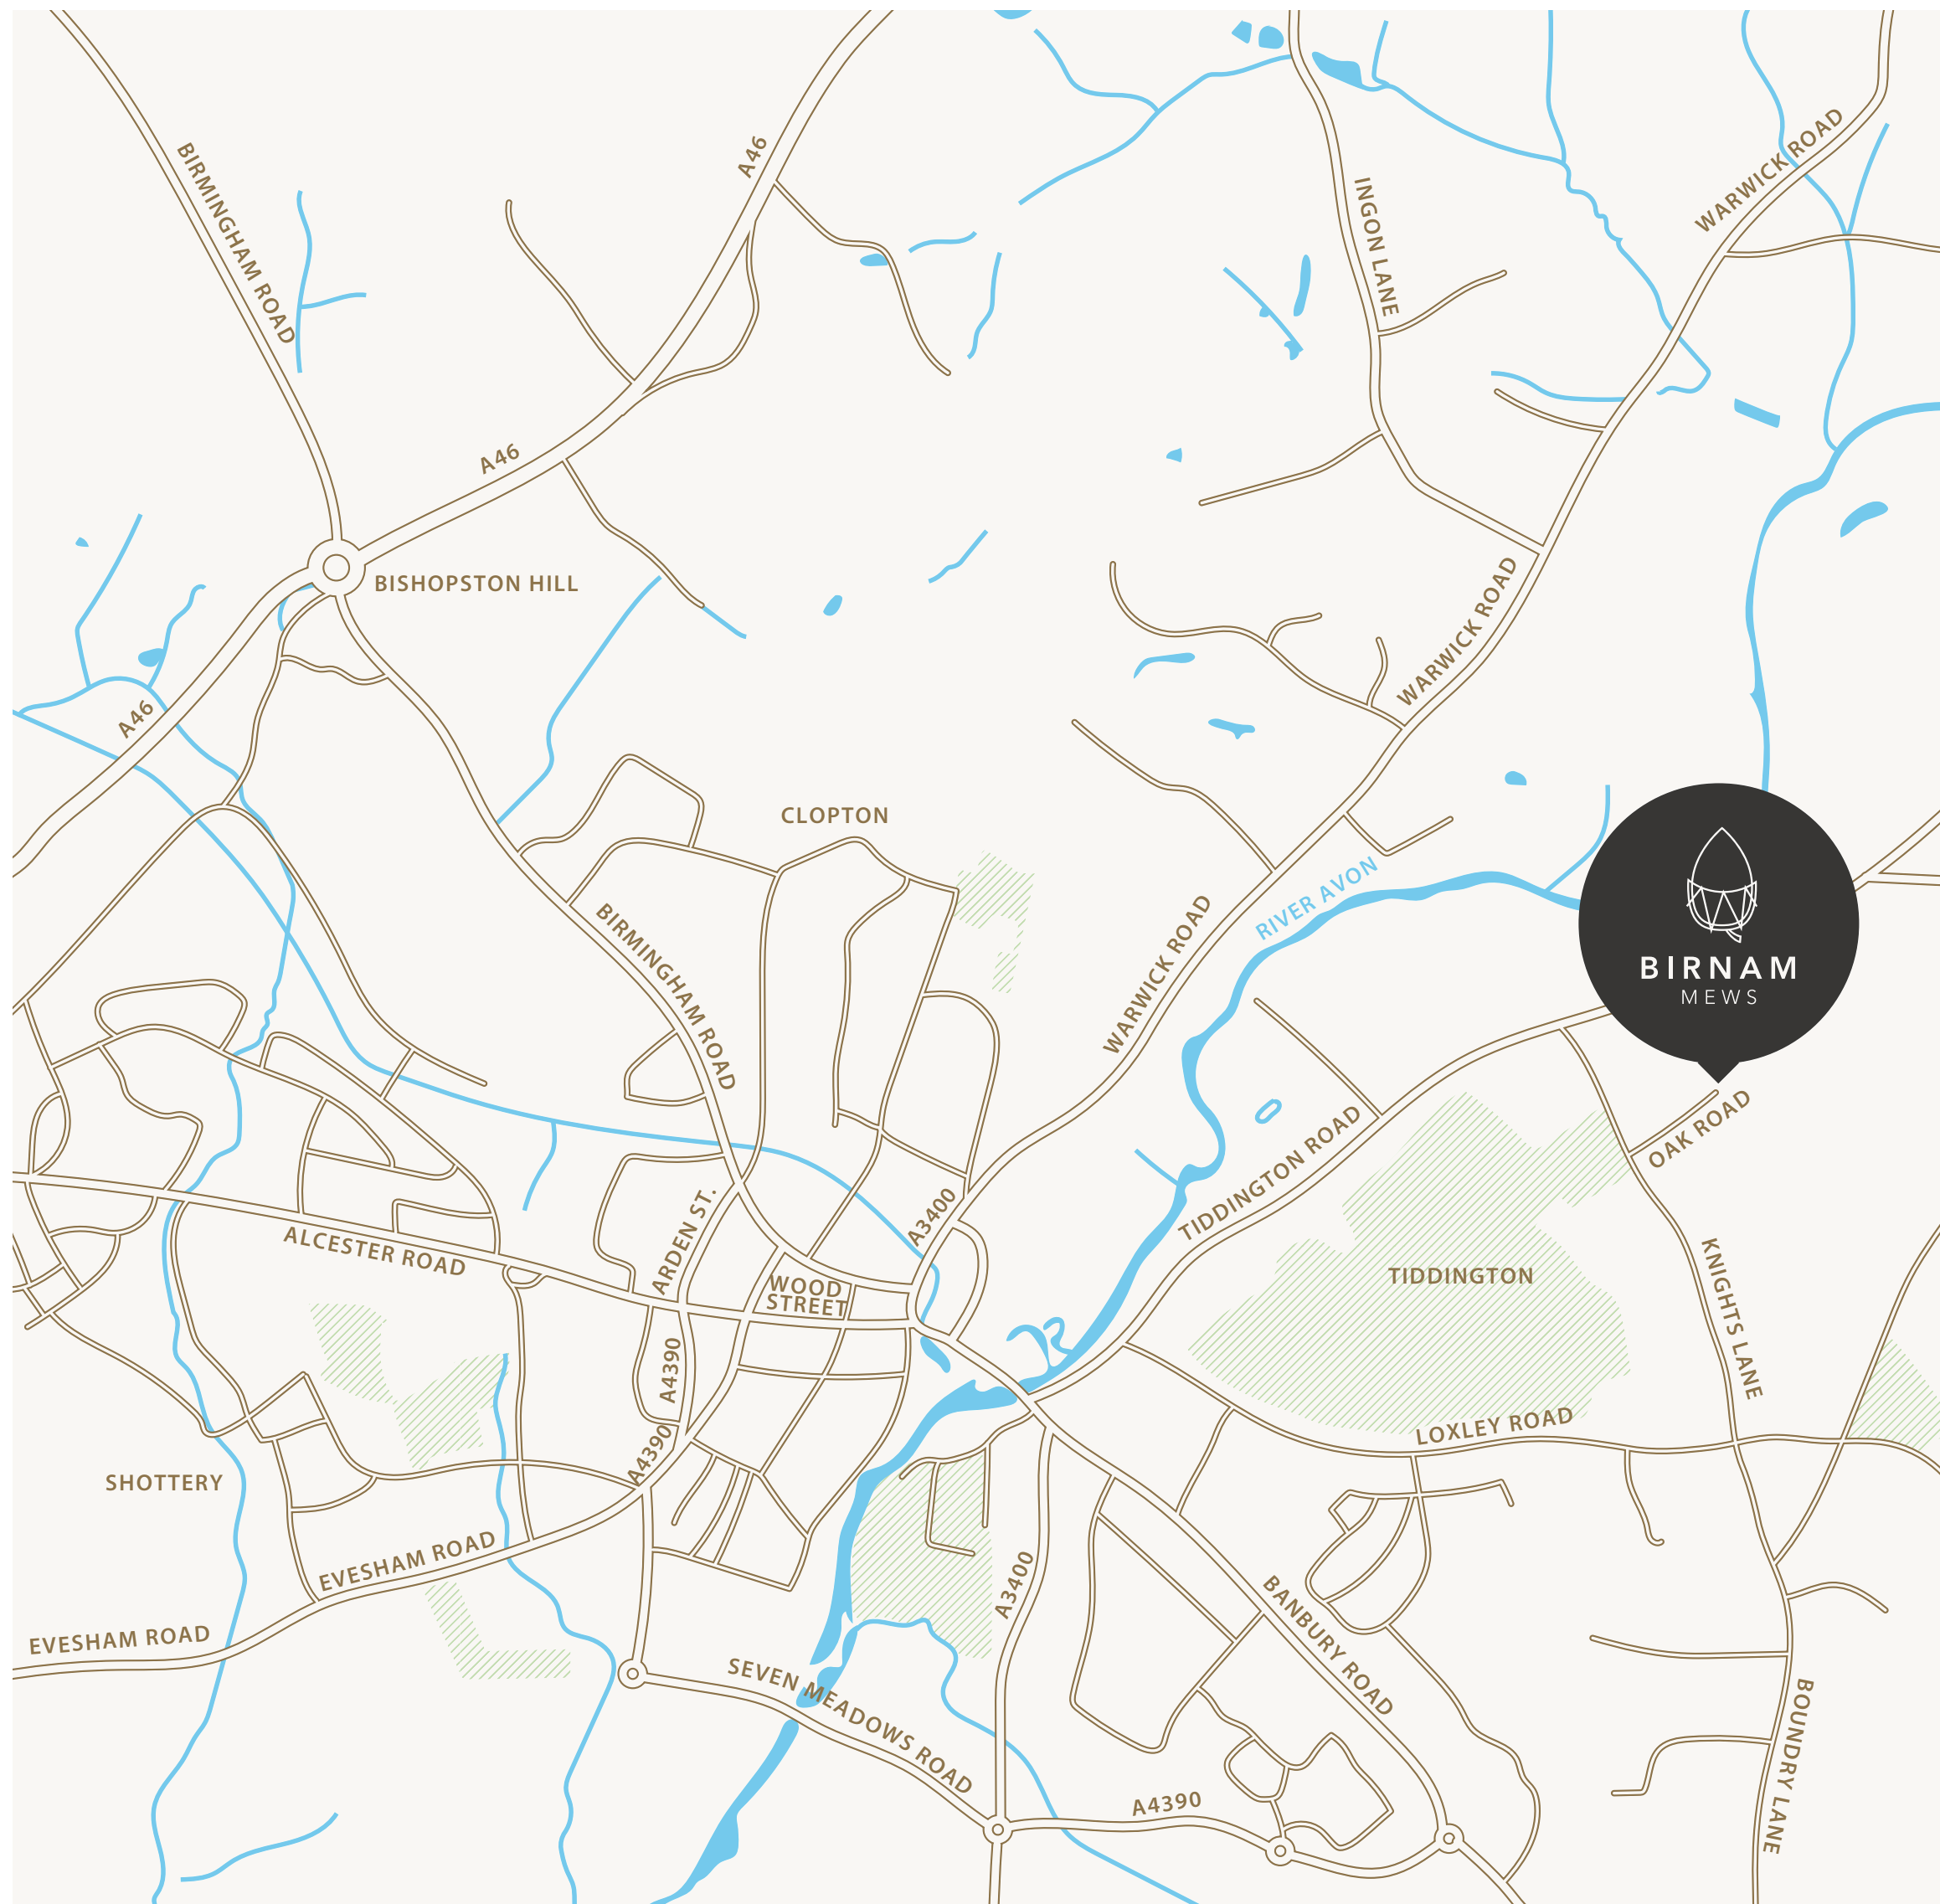 BIRMINGHAM ROAD
A46
INGON LANE
WARWICK ROAD
A46
BISHOPSTON HILL
WARWICK ROAD
A46
CLOPTON
BIRMINGHAM ROAD
WARWICK ROAD
RIVER AVON
BIRNAM
MEWS
OAK ROAD
TIDDINGTON ROAD
ALCESTER ROAD
ARDEN ST.
A3400
WOOD
STREET
TIDDINGTON
KNIGHTS LANE
A4390
LOXLEY ROAD
A4390
SHOTTERY
EVESHAM ROAD
EVESHAM ROAD
A3400
BANBURY ROAD
SEVEN MEADOWS ROAD
BOUNDRY LANE
A4390